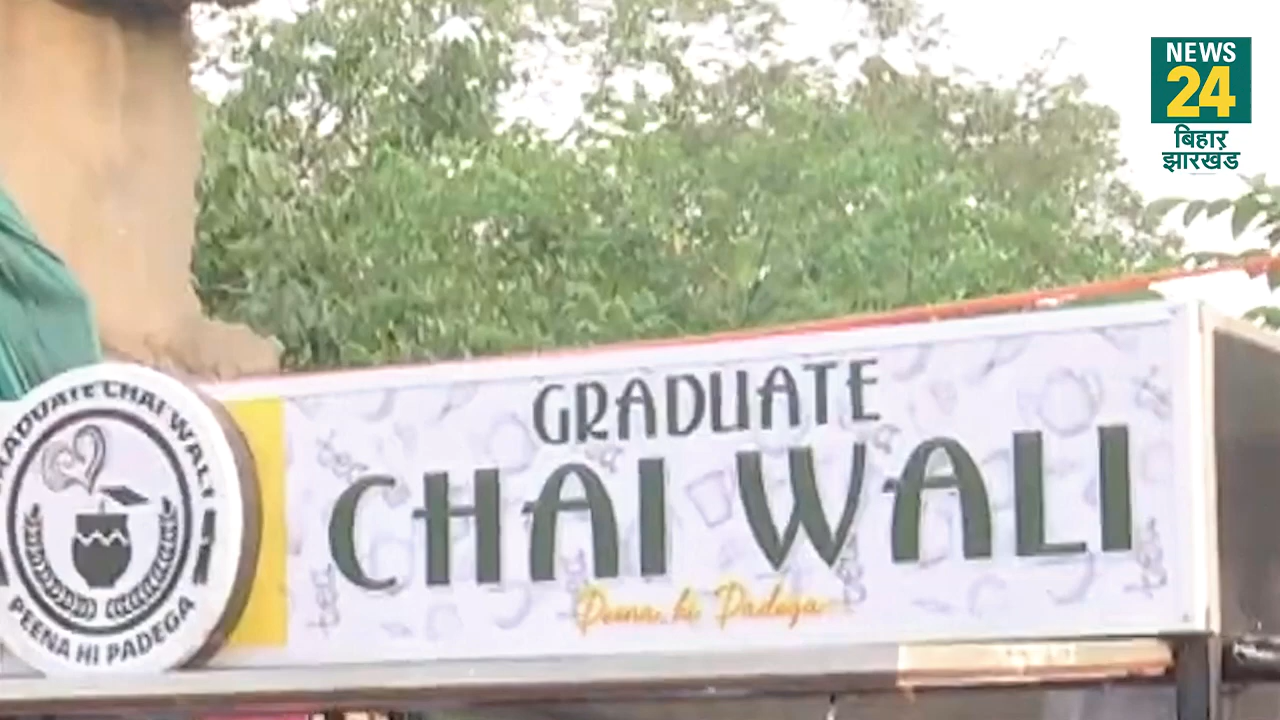 NEWS
24
बिहार
झारखंड
GRADUATE CHAI WALI
PEENA HI PADEGA
GRADUATE
CHAI WALI
Peena hi Padega